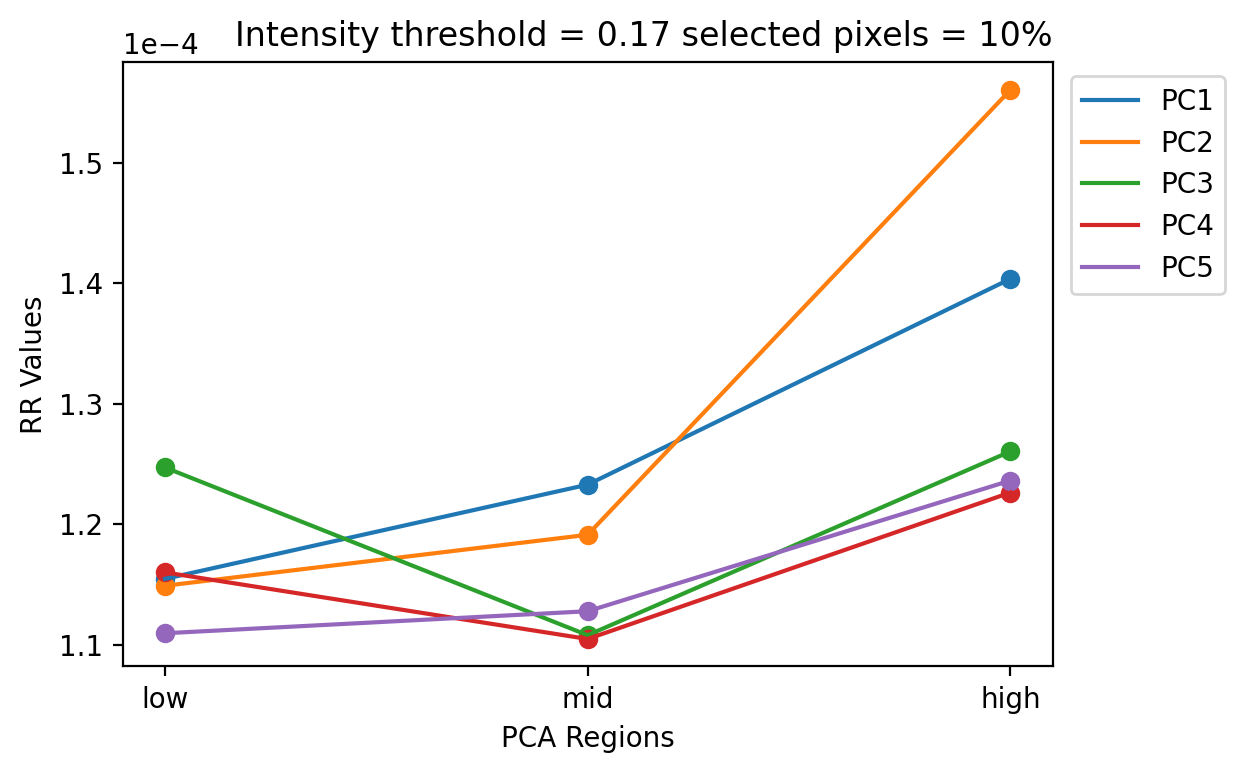 1e−4
Intensity threshold = 0.17 selected pixels = 10%
RR Values
1.5
1.4
1.3
1.2
1.1
low
mid
high
PCA Regions
PC1
PC2
PC3
PC4
PC5